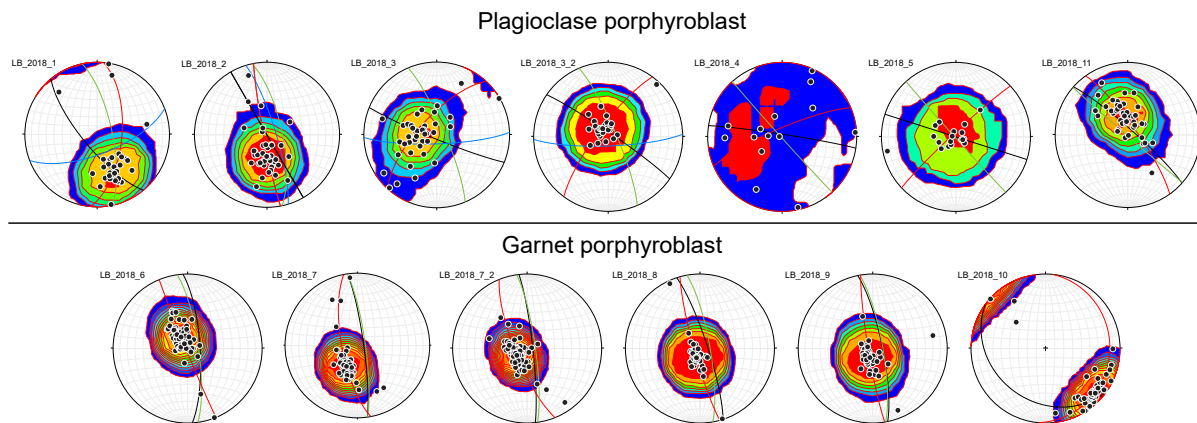 Plagioclase porphyroblast
LB_2018_1
LB_2018_2
LB_2018_3
LB_2018_3_2
LB_2018_4
LB_2018_5
LB_2018_11
Garnet porphyroblast
LB_2018_6
LB_2018_7
LB_2018_7_2
LB_2018_8
LB_2018_9
LB_2018_10